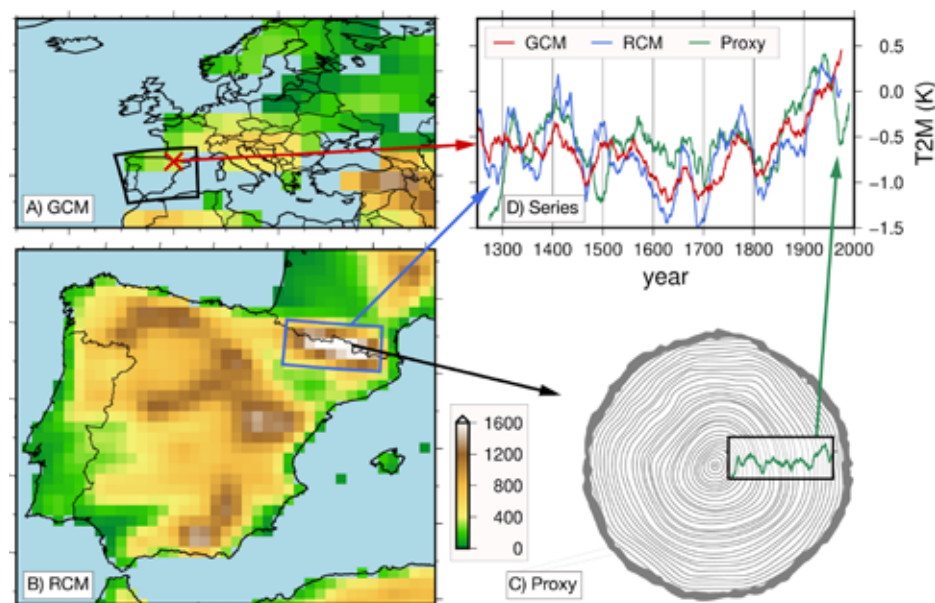 A) GCM
GCM RCM Proxy
0.5
0.0
−0.5
−1.0
−1.5
T2M (K)
D) Series
1300 1400 1500 1600 1700 1800 1900 2000
year
B) RCM
1600
1200
800
400
0
C) Proxy